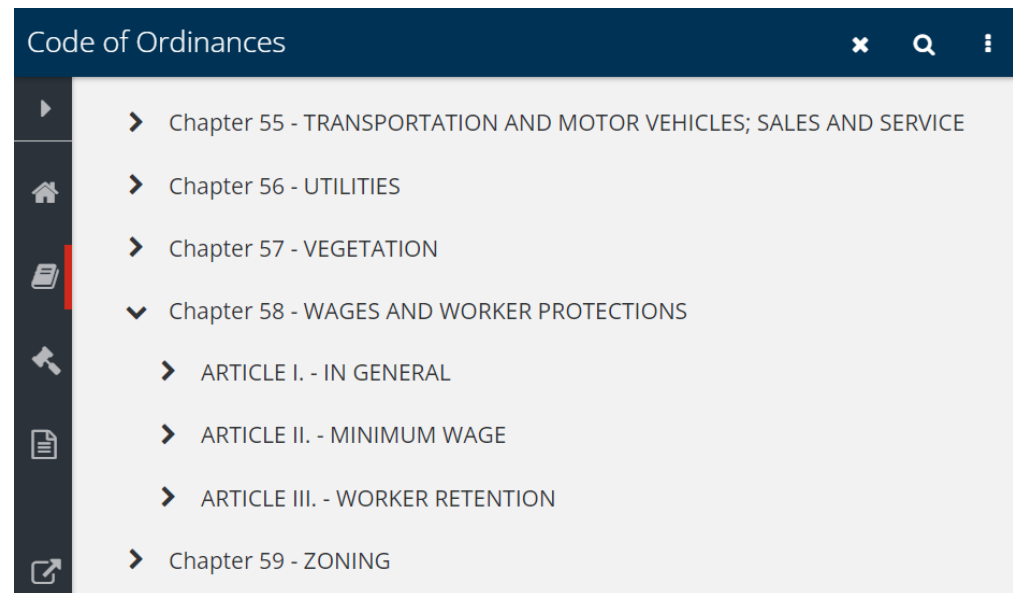 Code of Ordinances
Chapter 55 - TRANSPORTATION AND MOTOR VEHICLES; SALES AND SERVICE
Chapter 56 - UTILITIES
Chapter 57 - VEGETATION
Chapter 58 - WAGES AND WORKER PROTECTIONS
ARTICLE I. - IN GENERAL
ARTICLE II. - MINIMUM WAGE
ARTICLE III. - WORKER RETENTION
Chapter 59 - ZONING